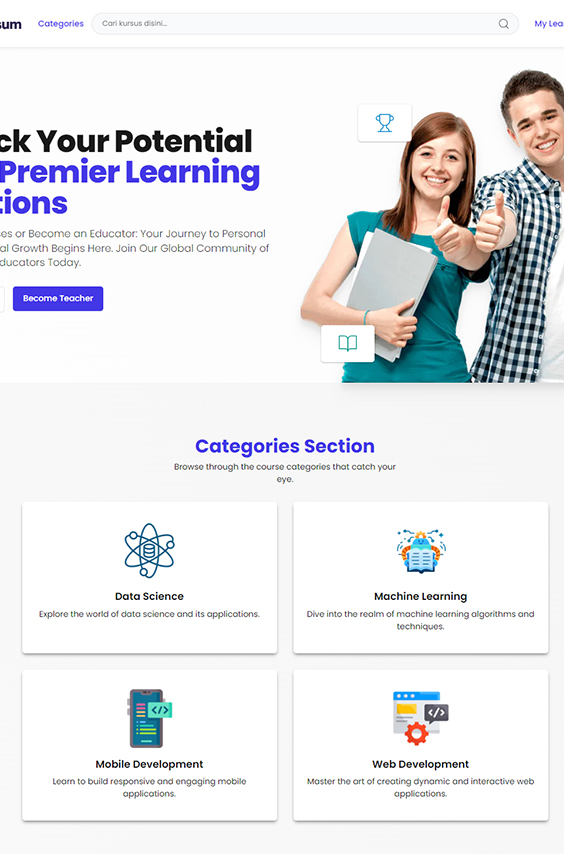 sum Categories Cari kursus disini... My Lea
ck Your Potential
Premier Learning
tions
ses or Become an Educator: Your Journey to Personal
al Growth Begins Here. Join Our Global Community of
ducators Today.
Become Teacher
Categories Section
Browse through the course categories that catch your
eye.
Data Science
Explore the world of data science and its applications.
Machine Learning
Dive into the realm of machine learning algorithms and
techniques.
Mobile Development
Learn to build responsive and engaging mobile
applications.
Web Development
Master the art of creating dynamic and interactive web
applications.